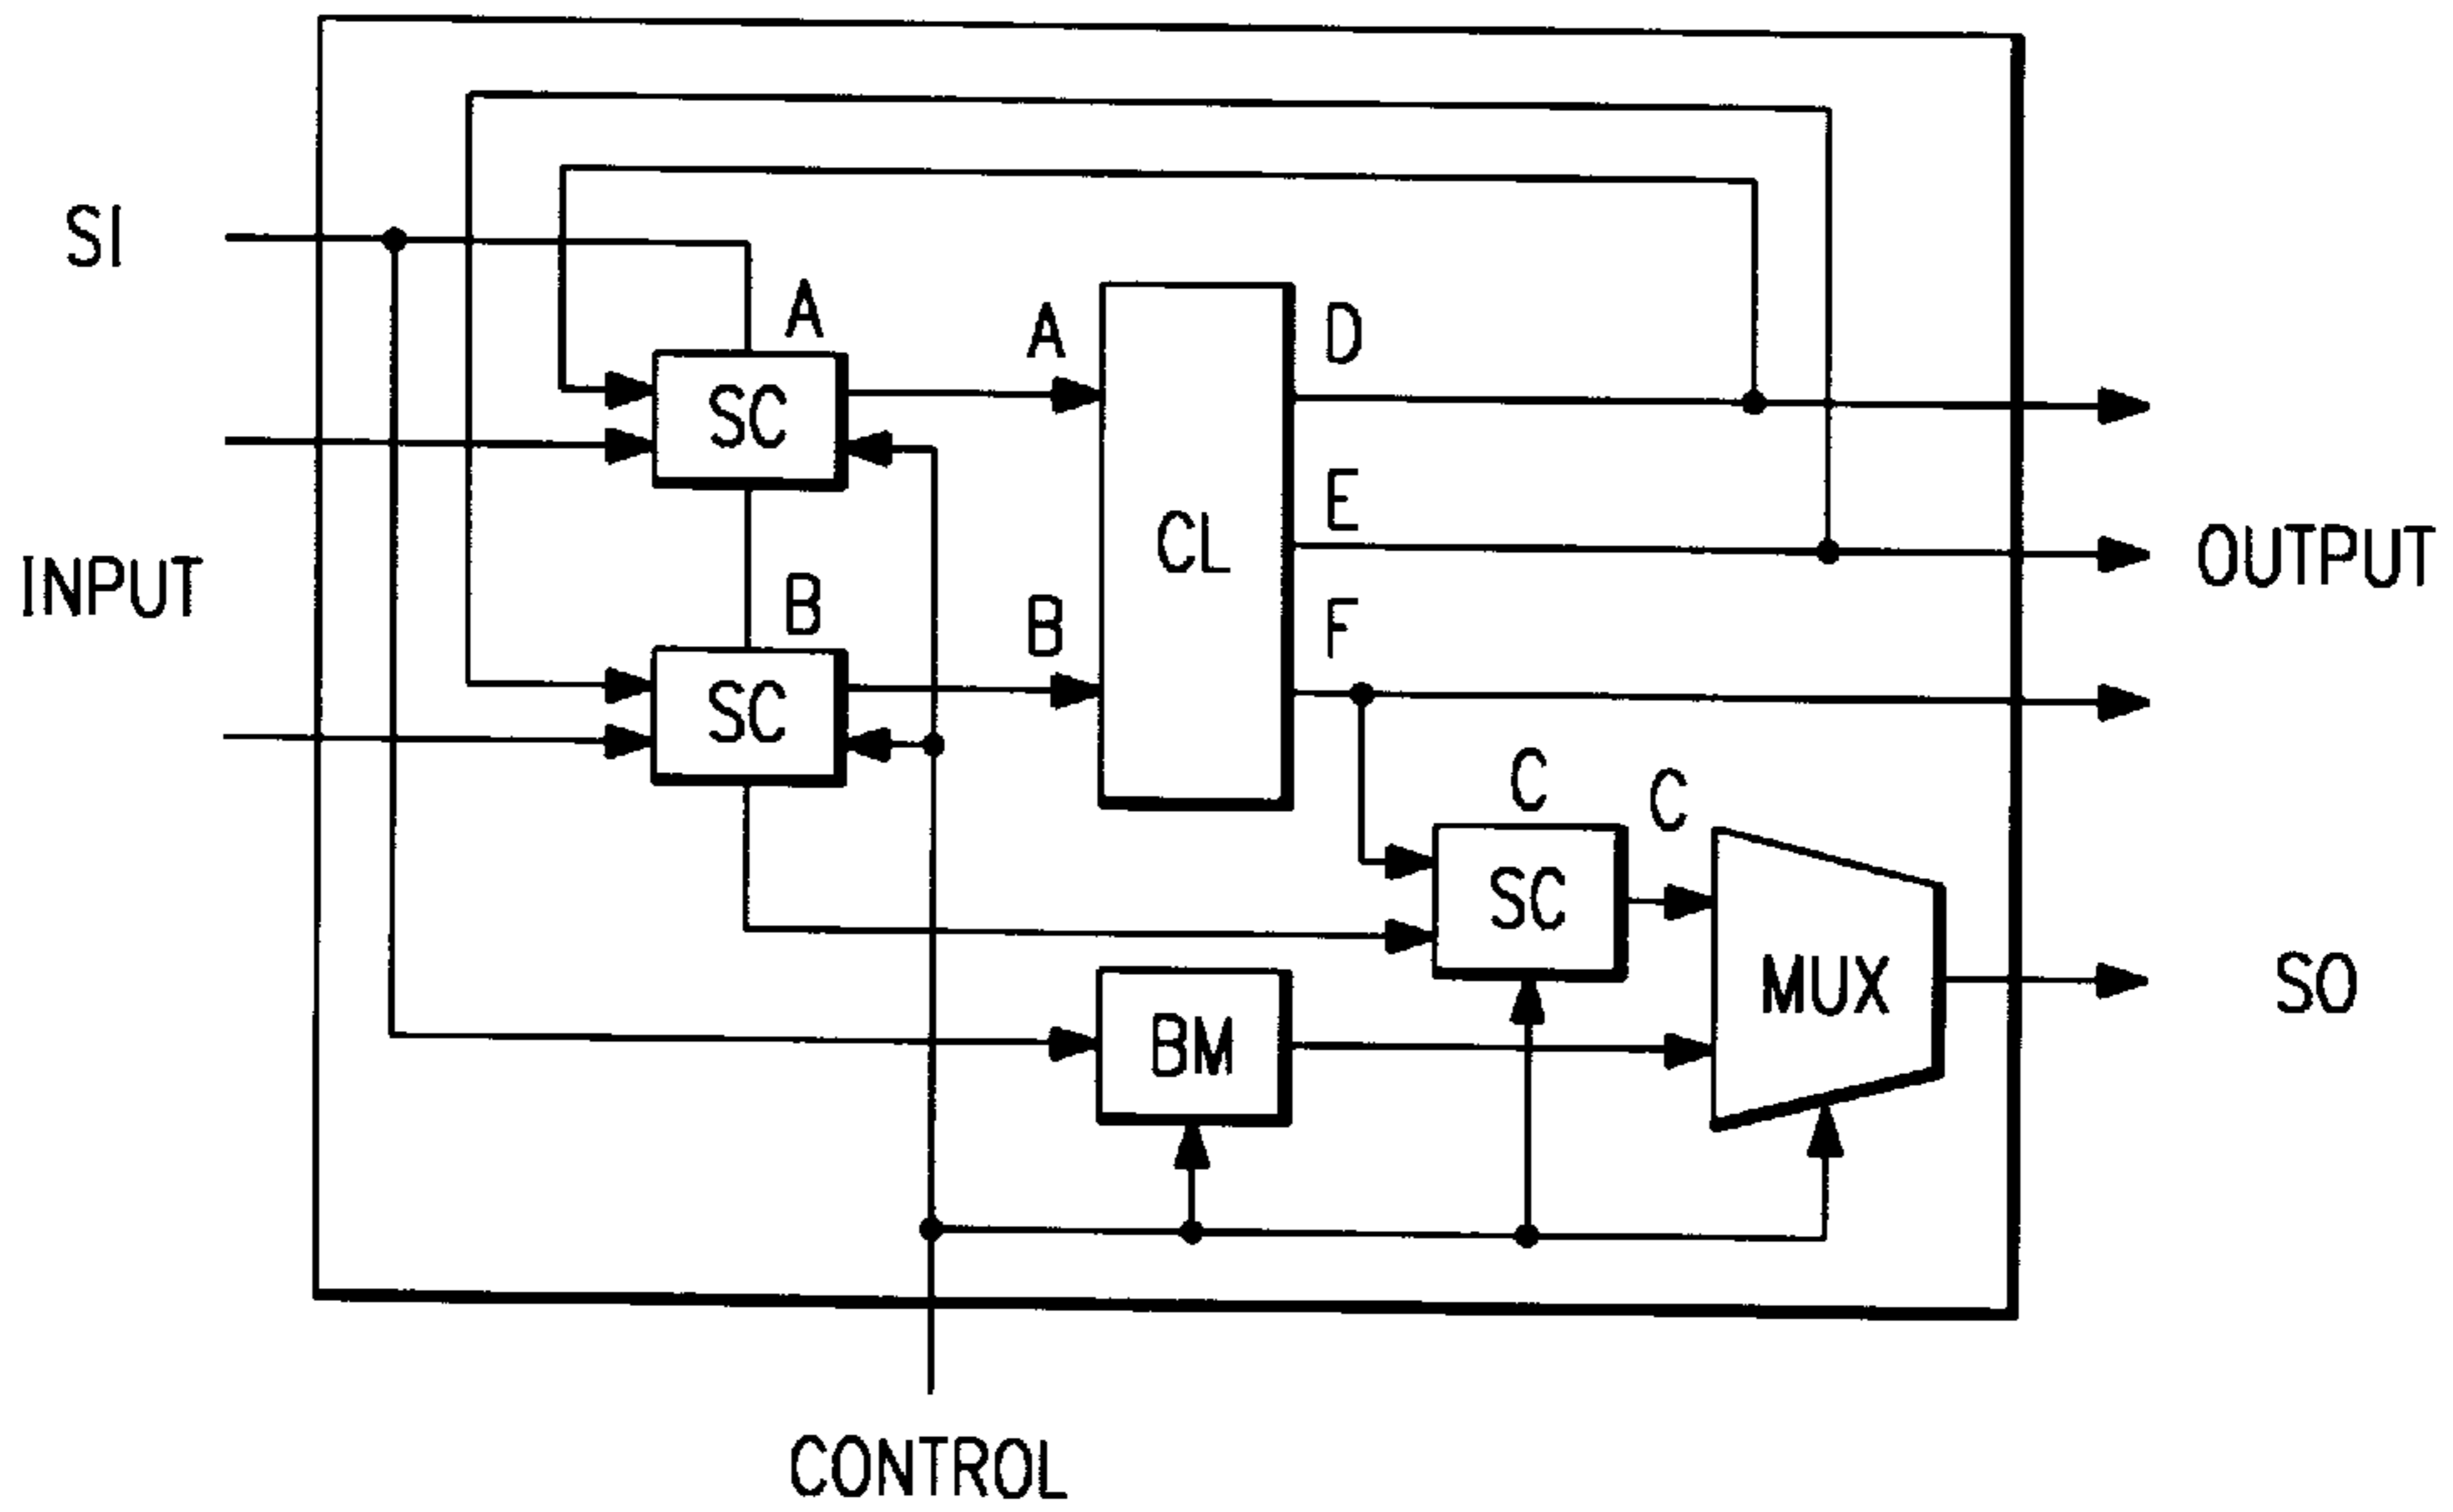 SI
A
A
D
SC
E
CL
INPUT
OUTPUT
B
B
F
SC
C
C
SC
MUX
SO
BM
CONTROL